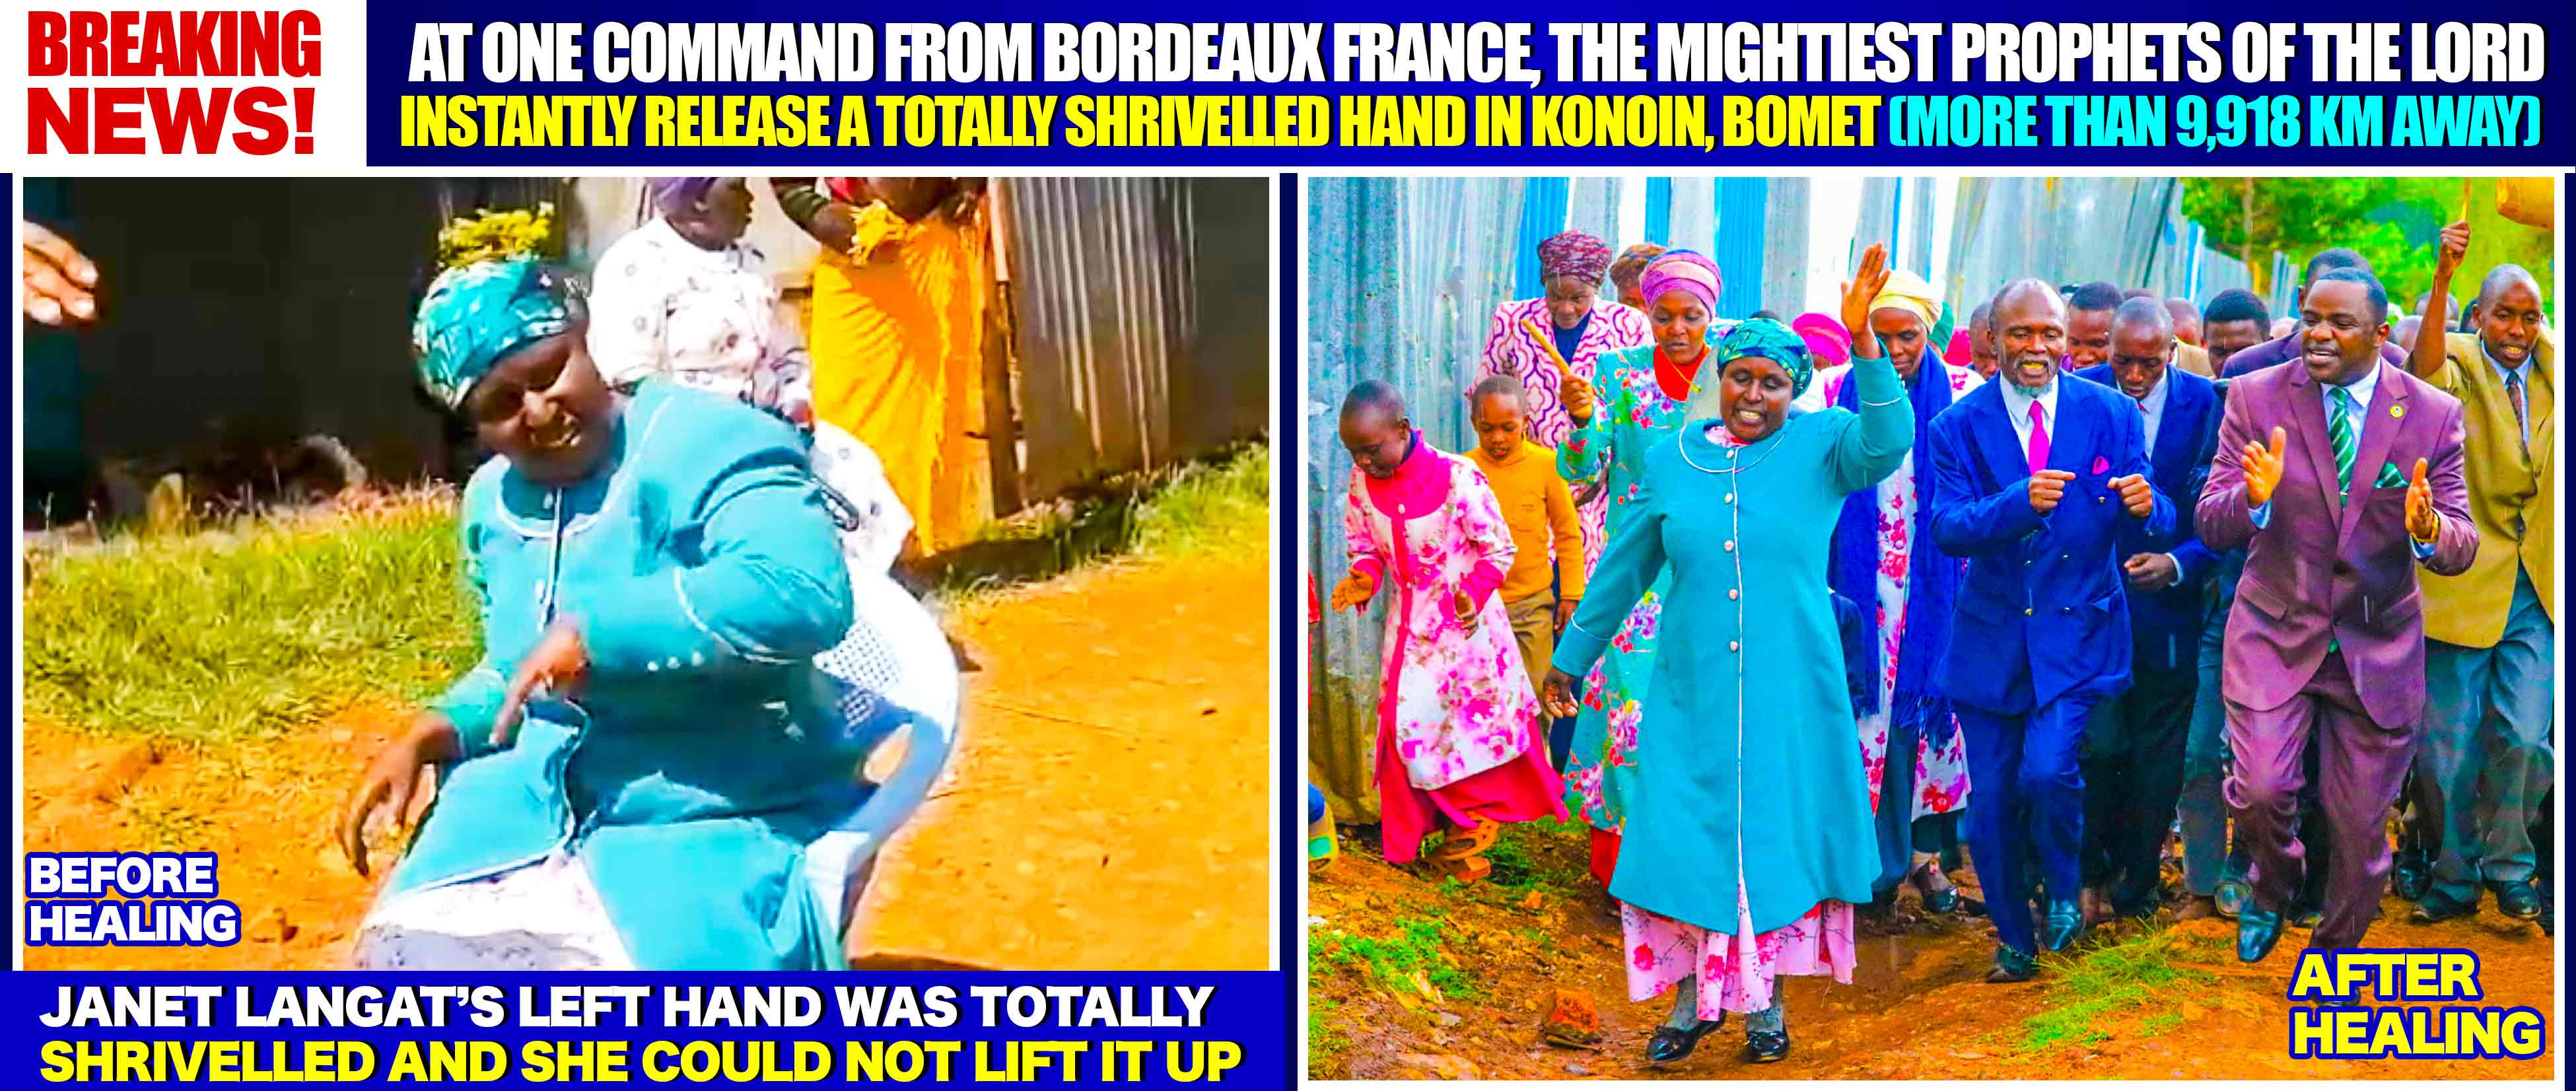 BREAKING
NEWS!
AT ONE COMMAND FROM BORDEAUX FRANCE, THE MIGHTIEST PROPHETS OF THE LORD
INSTANTLY RELEASE A TOTALLY SHRIVELLED HAND IN KONOIN, BOMET (MORE THAN 9,918 KM AWAY)
BEFORE
HEALING
JANET LANGAT'S LEFT HAND WAS TOTALLY
SHRIVELLED AND SHE COULD NOT LIFT IT UP
AFTER
HEALING